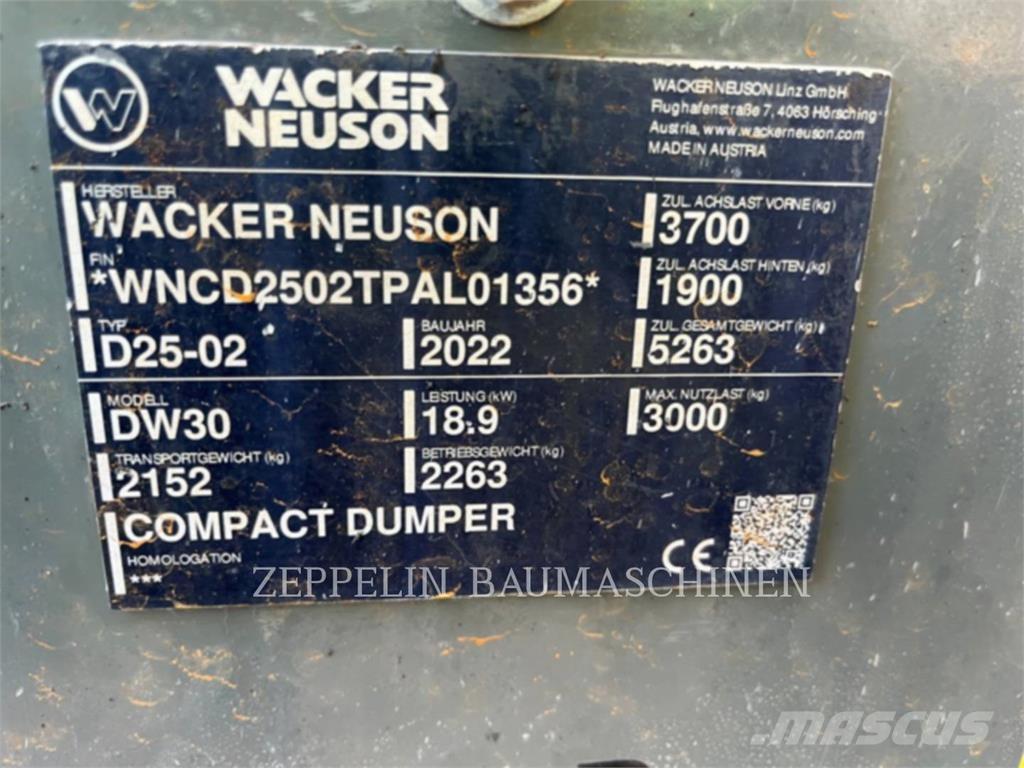 WACKER
NEUSON
WACKER NEUSON Linz GmbH
Flughafenstraße 7, 4063 Hörsching
Austria, www.wackerneuson.com
MADE IN AUSTRIA
HERSTELLER
WACKER NEUSON
ZUL. ACHSLAST VORNE (kg)
3700
FIN
*WNCD2502TPAL01356*
ZUL. ACHSLAST HINTEN (kg)
1900
TYP
D25-02
BAUJAHR
2022
ZUL. GESAMTGEWICHT (kg)
5263
MODELL
DW30
LEISTUNG (kW)
18.9
MAX. NUTZLAST (kg)
3000
TRANSPORTGEWICHT (kg)
2152
BETRIEBSGEWICHT (kg)
2263
COMPACT DUMPER
HOMOLOGATION
***
CE
ZEPPELIN BAUMASCHINEN
MASCUS